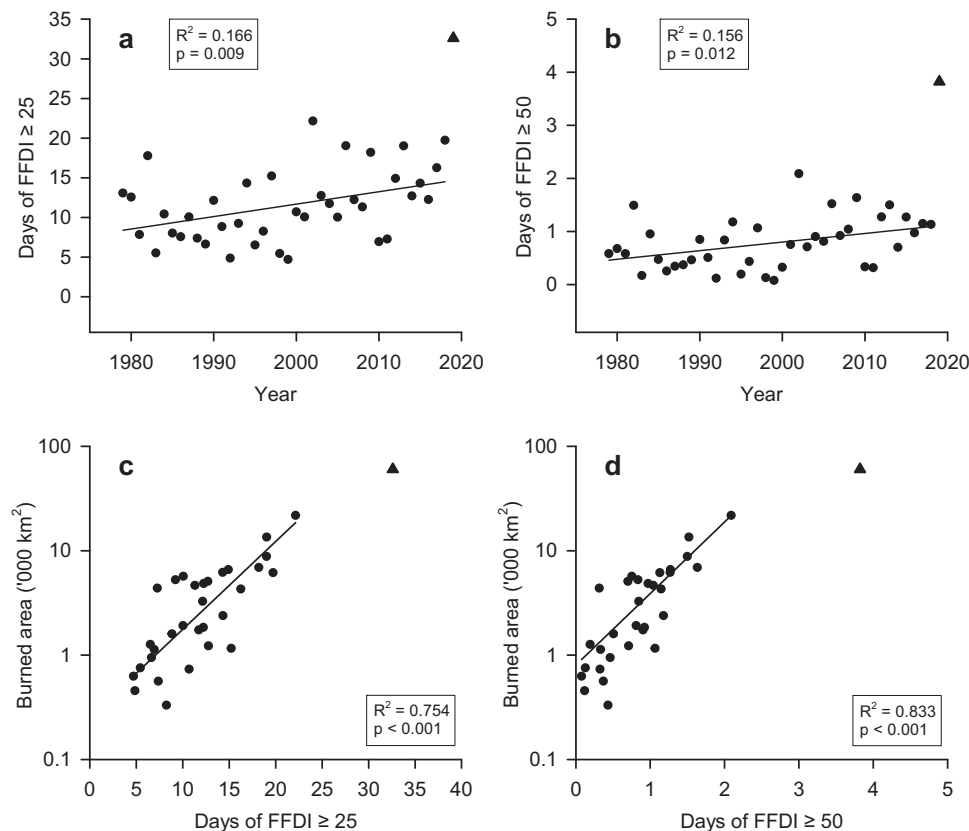 a
R² = 0.166
p = 0.009
Days of FFDI ≥ 25
35
30
25
20
15
10
5
0
1980 1990 2000 2010 2020
Year
b
R² = 0.156
p = 0.012
Days of FFDI ≥ 50
5
4
3
2
1
0
1980 1990 2000 2010 2020
Year
c
Burned area ('000 km²)
100
10
1
0.1
R² = 0.754
p < 0.001
0 5 10 15 20 25 30 35 40
Days of FFDI ≥ 25
d
Burned area ('000 km²)
100
10
1
0.1
R² = 0.833
p < 0.001
0 1 2 3 4 5
Days of FFDI ≥ 50